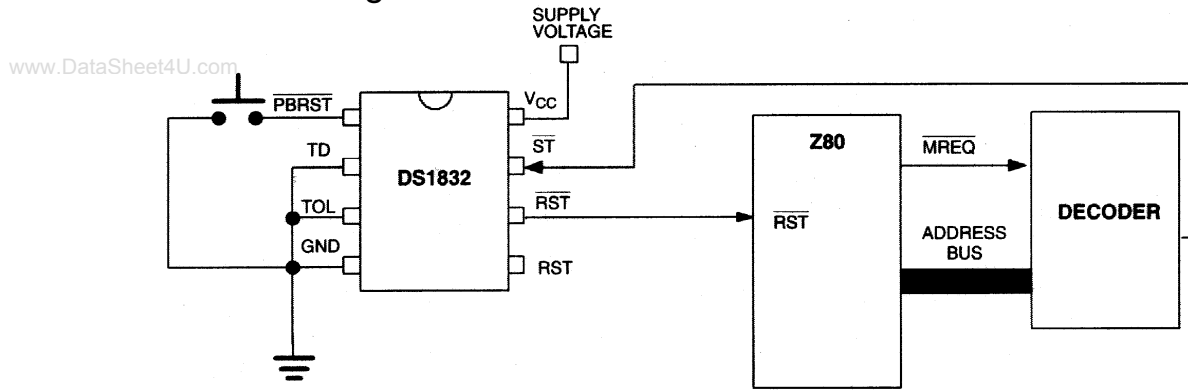 SUPPLY
VOLTAGE
www.DataSheet4U.com
PBRST
VCC
TD
ST
DS1832
TOL
RST
GND
RST
Z80
RST
MREQ
ADDRESS
BUS
DECODER